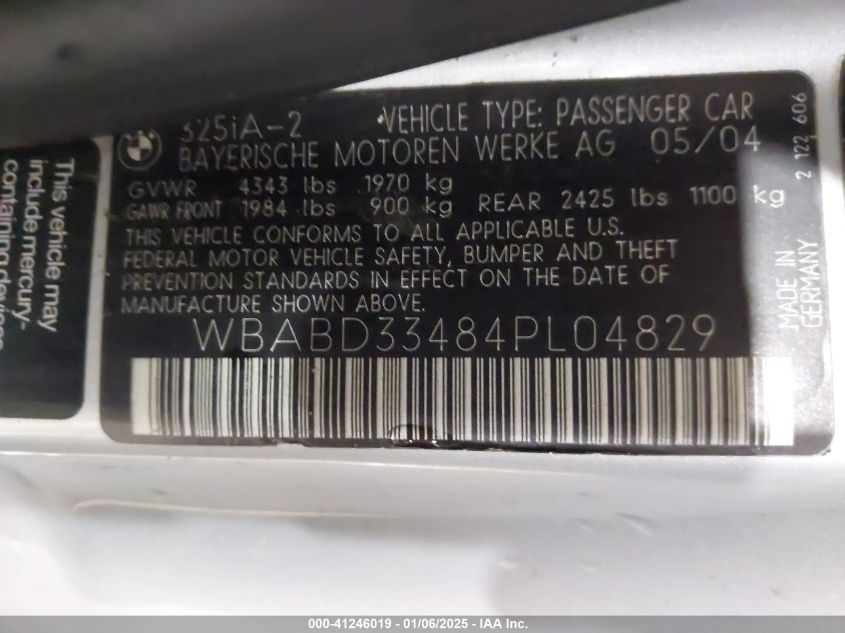 325iA-2 •VEHICLE TYPE: PASSENGER CAR
BAYERISCHE MOTOREN WERKE AG 05/04
GVWR 4343 lbs 1970 kg
GAWR FRONT 1984 lbs 900 kg REAR 2425 lbs 1100 kg
THIS VEHICLE CONFORMS TO ALL APPLICABLE U.S.
FEDERAL MOTOR VEHICLE SAFETY, BUMPER AND THEFT
PREVENTION STANDARDS IN EFFECT ON THE DATE OF
MANUFACTURE SHOWN ABOVE.
WBABD33484PL04829
2 122 606
MADE IN
GERMANY
This vehicle may
include mercury-
containing devices
000-41246019 - 01/06/2025 - IAA Inc.